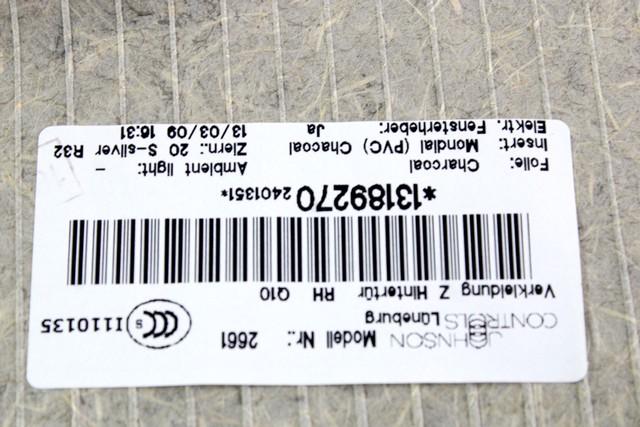 JOHNSON CONTROLS Lüneburg Modell Nr.: 2661
Verkleidung Z Hintertür RH Q10
CCC S I110135
*13189270 2401351*
Folie: Charcoal Ambient light: -
Insert: Mondial (PVC) Chacoal Ziern.: 20 S-silver R32
Elektr. Fensterheber: Ja 13/03/09 16:31